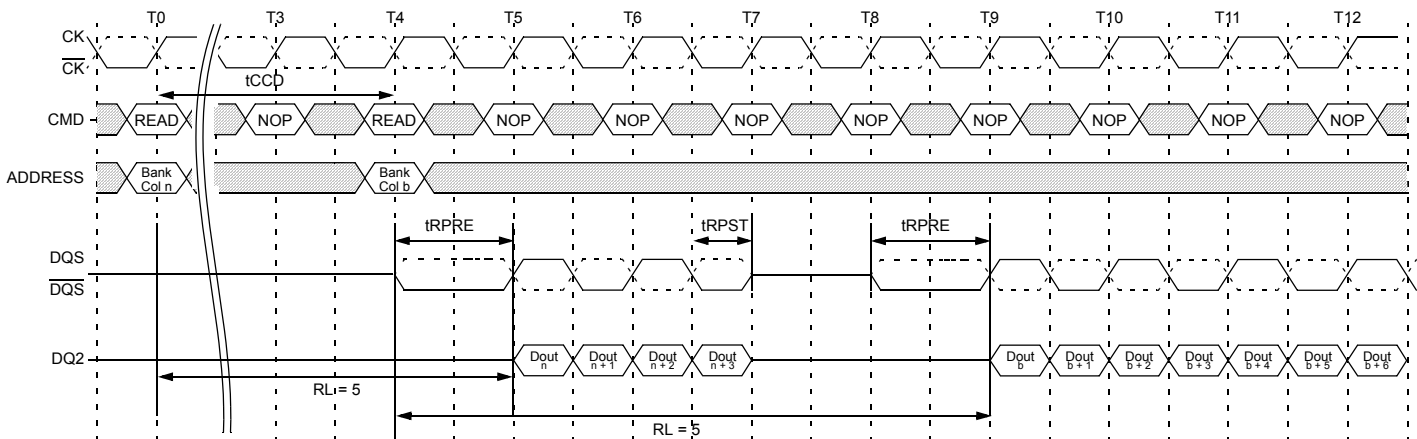 T0 T3 T4 T5 T6 T7 T8 T9 T10 T11 T12
CK
CK
tCCD
CMD READ NOP READ NOP NOP NOP NOP NOP NOP NOP NOP
ADDRESS Bank Col n Bank Col b
tRPRE tRPST tRPRE
DQS
DQS
DQ2 Dout n Dout n + 1 Dout n + 2 Dout n + 3 Dout b Dout b + 1 Dout b + 2 Dout b + 3 Dout b + 4 Dout b + 5 Dout b + 6
RL = 5
RL = 5